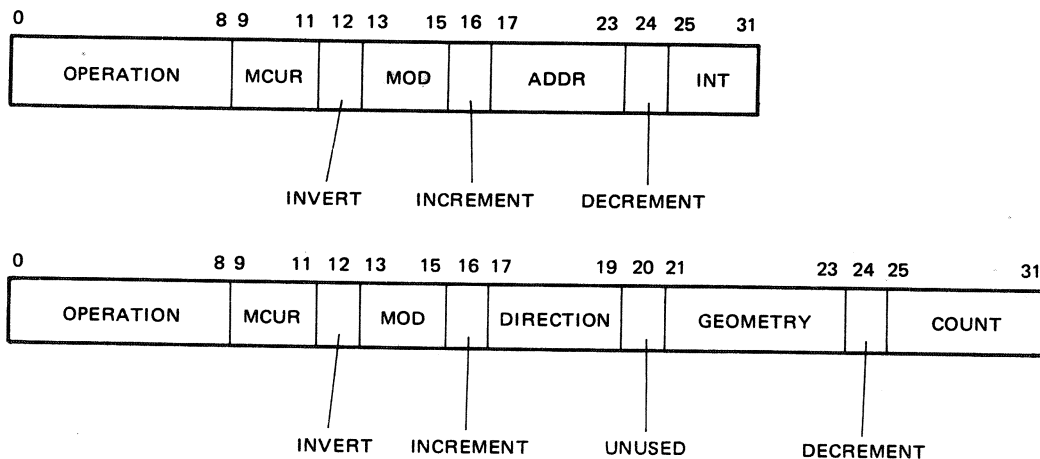 0 8 9 11 12 13 15 16 17 23 24 25 31
OPERATION MCUR MOD ADDR INT
INVERT INCREMENT DECREMENT
0 8 9 11 12 13 15 16 17 19 20 21 23 24 25 31
OPERATION MCUR MOD DIRECTION GEOMETRY COUNT
INVERT INCREMENT UNUSED DECREMENT